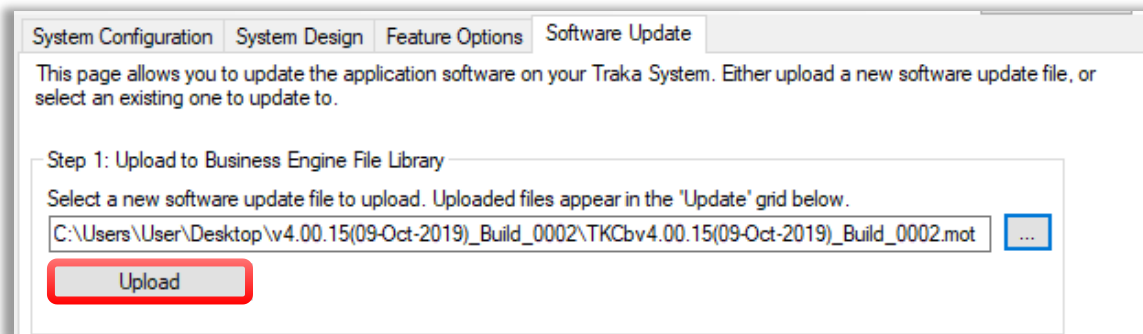 System Configuration System Design Feature Options Software Update
This page allows you to update the application software on your Traka System. Either upload a new software update file, or
select an existing one to update to.
Step 1: Upload to Business Engine File Library
Select a new software update file to upload. Uploaded files appear in the 'Update' grid below.
C:\Users\User\Desktop\v4.00.15(09-Oct-2019)_Build_0002\TKCbv4.00.15(09-Oct-2019)_Build_0002.mot ...
Upload